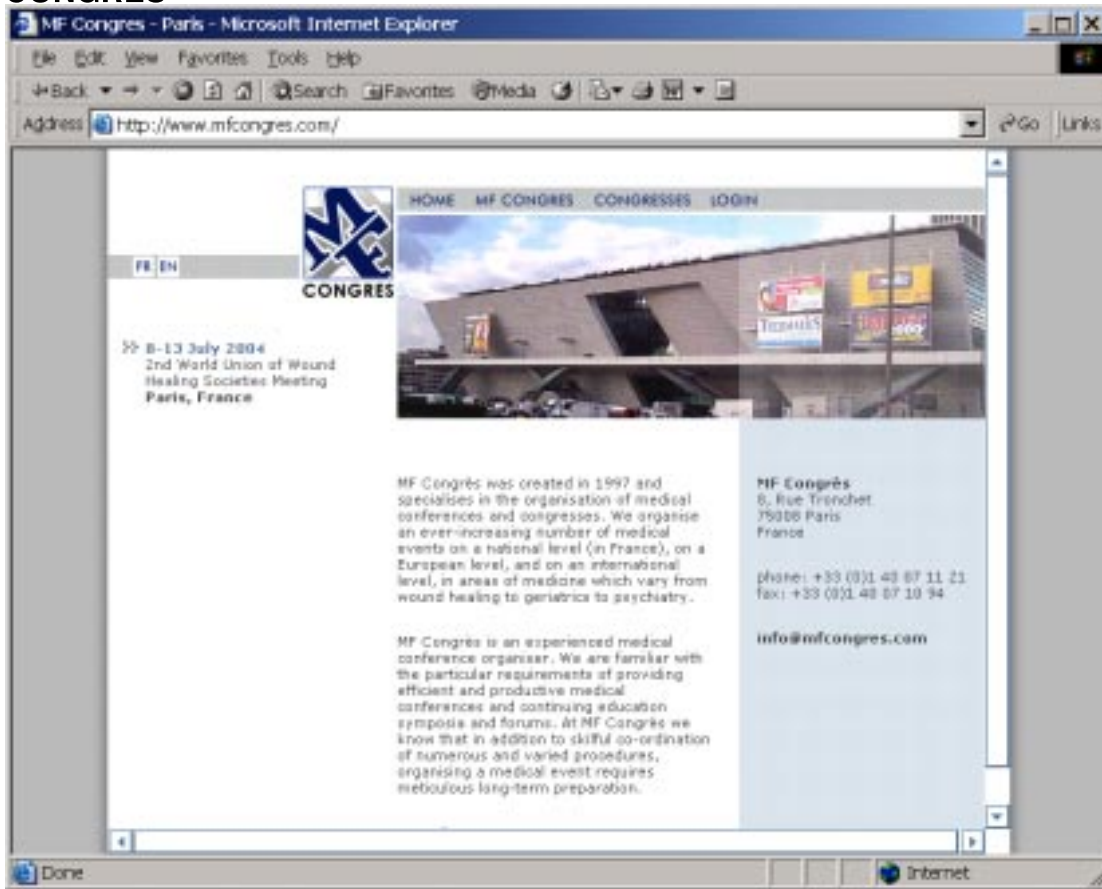 CONGRES
MF Congres - Paris - Microsoft Internet Explorer
File Edit View Favorites Tools Help
Back Search Favorites Media
Address http://www.mfcongres.com/ Go Links
HOME MF CONGRES CONGRESSES LOGIN
MF
CONGRES
FR EN
>> 8-13 July 2004
2nd World Union of Wound
Healing Societies Meeting
Paris, France
MF Congrès was created in 1997 and
specialises in the organisation of medical
conferences and congresses. We organise
an ever-increasing number of medical
events on a national level (in France), on a
European level, and on an international
level, in areas of medicine which vary from
wound healing to geriatrics to psychiatry.
MF Congrès is an experienced medical
conference organiser. We are familiar with
the particular requirements of providing
efficient and productive medical
conferences and continuing education
symposia and forums. At MF Congrès we
know that in addition to skilful co-ordination
of numerous and varied procedures,
organising a medical event requires
meticulous long-term preparation.
MF Congrès
8, Rue Tronchet
75008 Paris
France
phone: +33 (0)1 40 07 11 21
fax: +33 (0)1 40 07 10 94
info@mfcongres.com
Done Internet